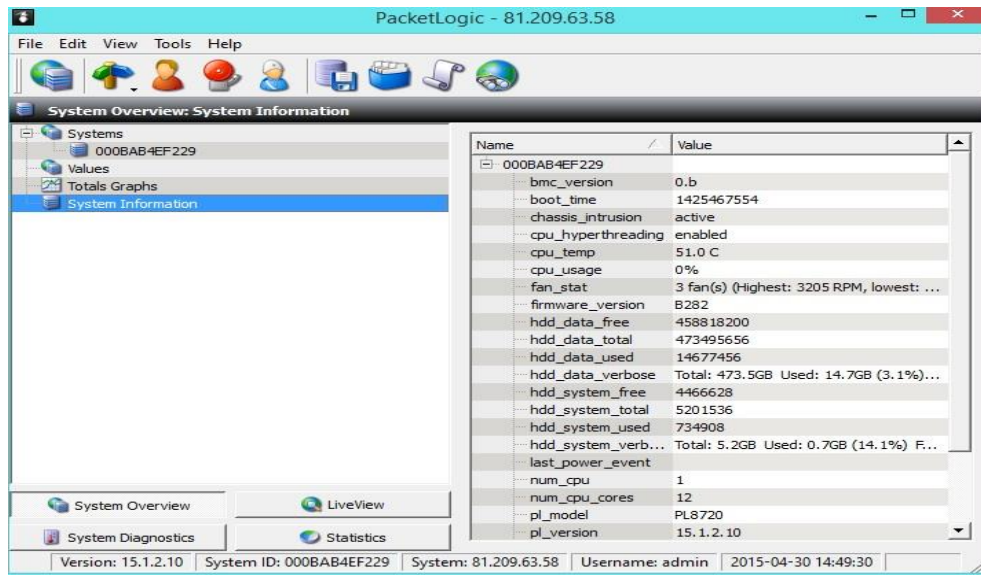 PacketLogic - 81.209.63.58
File Edit View Tools Help
System Overview: System Information
Systems
000BAB4EF229
Values
Totals Graphs
System Information
Name Value
000BAB4EF229
bmc_version 0.b
boot_time 1425467554
chassis_intrusion active
cpu_hyperthreading enabled
cpu_temp 51.0 C
cpu_usage 0%
fan_stat 3 fan(s) (Highest: 3205 RPM, lowest: ...
firmware_version B282
hdd_data_free 458818200
hdd_data_total 473495656
hdd_data_used 14677456
hdd_data_verbose Total: 473.5GB Used: 14.7GB (3.1%)...
hdd_system_free 4466628
hdd_system_total 5201536
hdd_system_used 734908
hdd_system_verb... Total: 5.2GB Used: 0.7GB (14.1%) F...
last_power_event
num_cpu 1
num_cpu_cores 12
pl_model PL8720
pl_version 15.1.2.10
System Overview LiveView
System Diagnostics Statistics
Version: 15.1.2.10 System ID: 000BAB4EF229 System: 81.209.63.58 Username: admin 2015-04-30 14:49:30